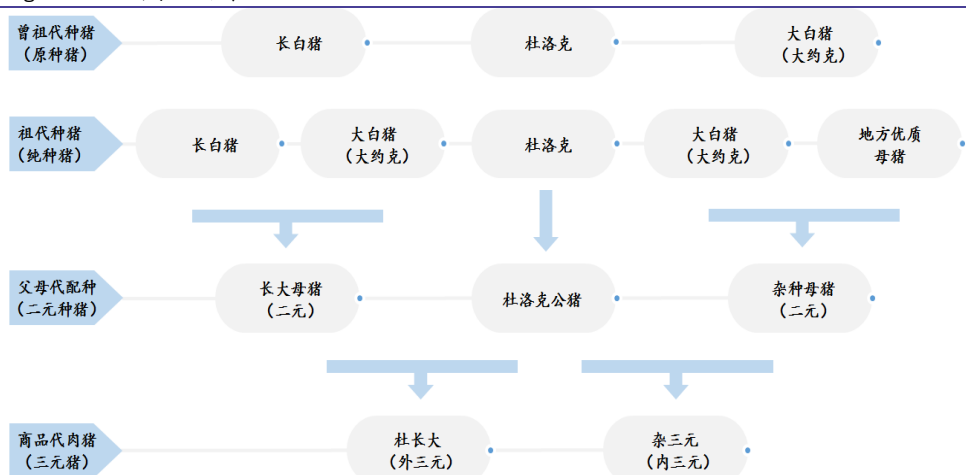 曾祖代种猪
（原种猪）
长白猪
杜洛克
大白猪
（大约克）
祖代种猪
（纯种猪）
长白猪
大白猪
（大约克）
杜洛克
大白猪
（大约克）
地方优质
母猪
父母代配种
（二元种猪）
长大母猪
（二元）
杜洛克公猪
杂种母猪
（二元）
商品代肉猪
（三元猪）
杜长大
（外三元）
杂三元
（内三元）